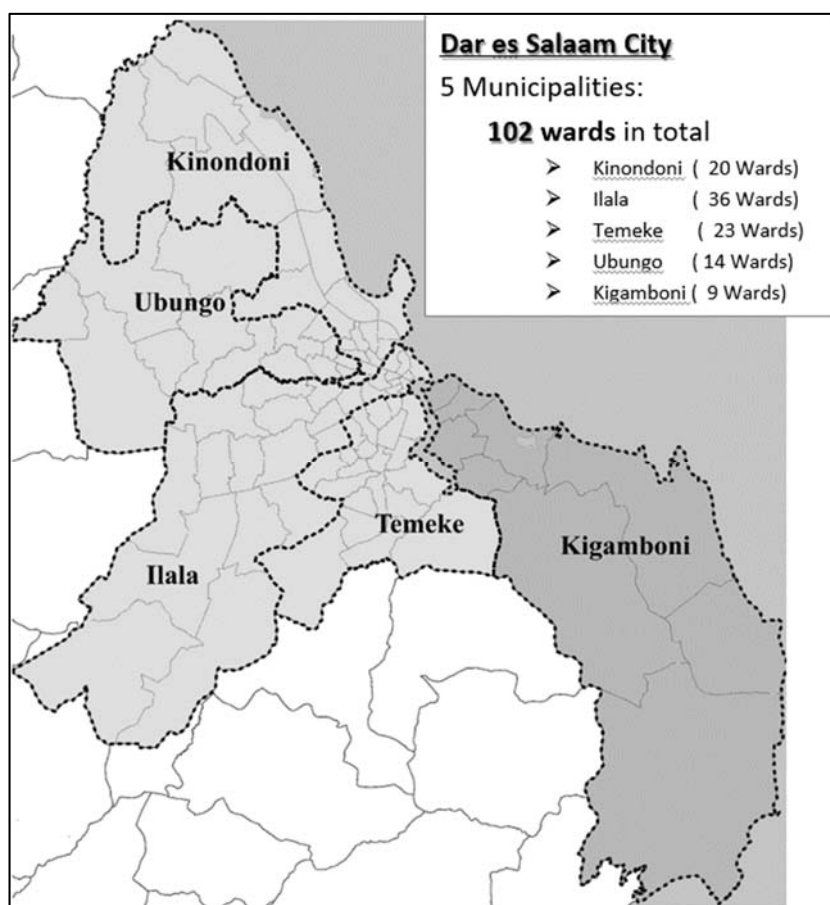 Dar es Salaam City
5 Municipalities:
102 wards in total
➢ Kinondoni ( 20 Wards)
➢ Ilala ( 36 Wards)
➢ Temeke ( 23 Wards)
➢ Ubungo ( 14 Wards)
➢ Kigamboni ( 9 Wards)
Kinondoni
Ubungo
Temeke
Kigamboni
Ilala